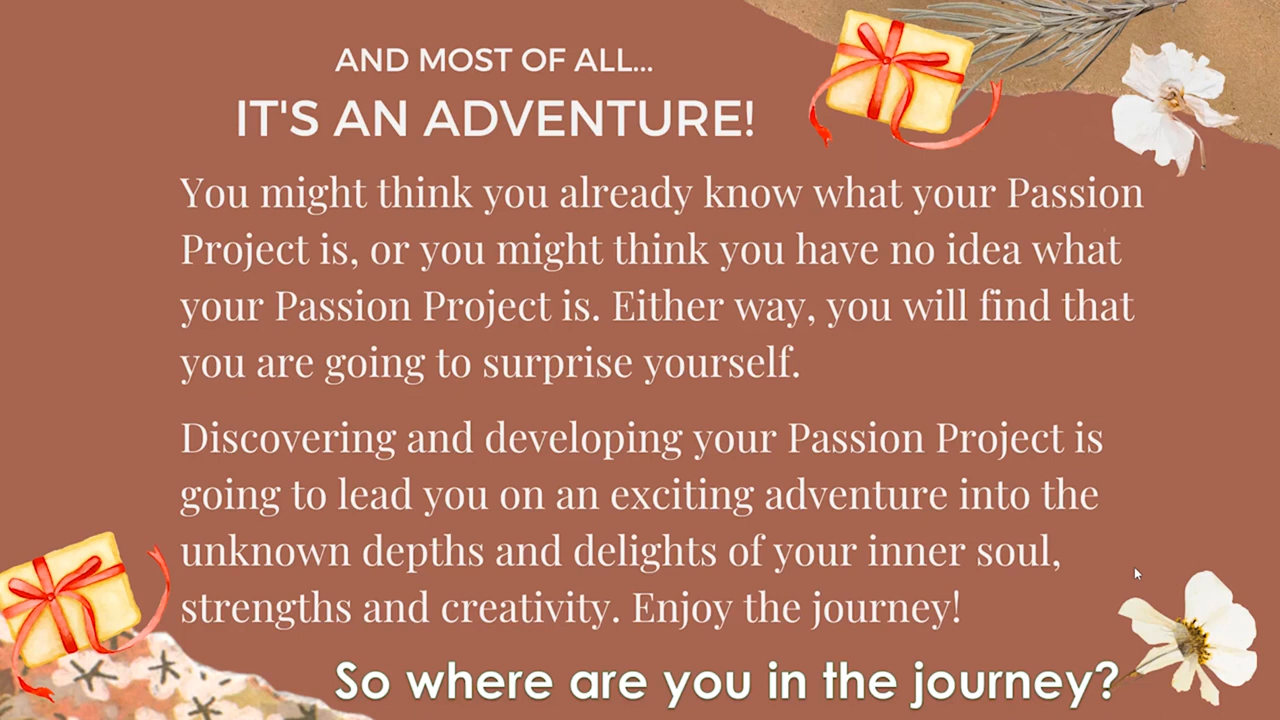 AND MOST OF ALL...
IT'S AN ADVENTURE!
You might think you already know what your Passion
Project is, or you might think you have no idea what
your Passion Project is. Either way, you will find that
you are going to surprise yourself.
Discovering and developing your Passion Project is
going to lead you on an exciting adventure into the
unknown depths and delights of your inner soul,
strengths and creativity. Enjoy the journey!
So where are you in the journey?